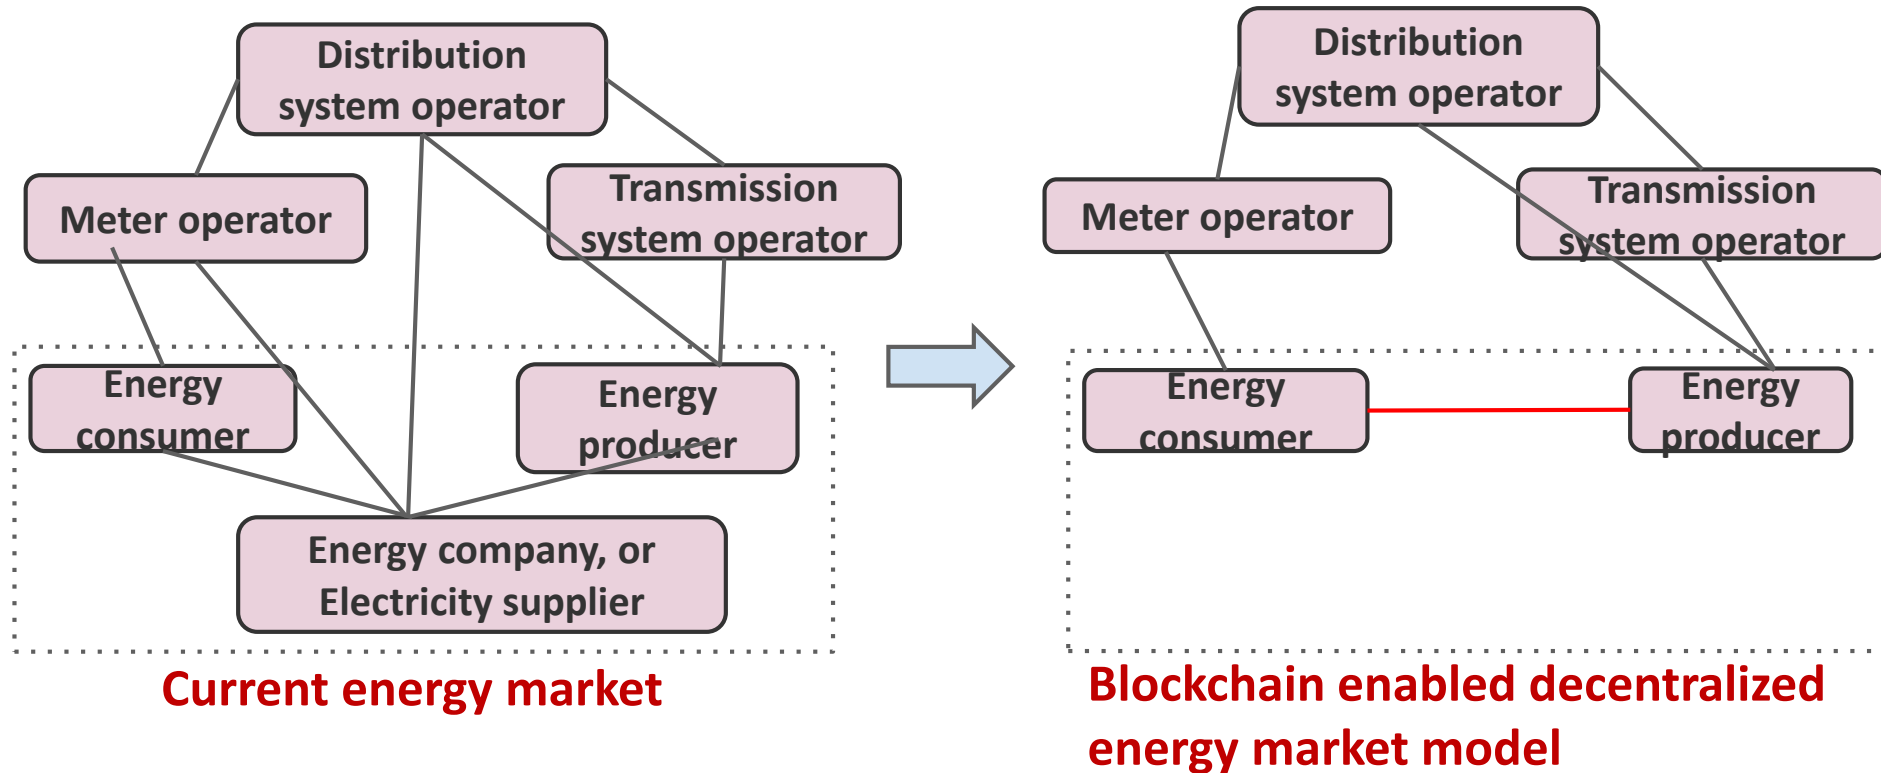 Distribution
system operator
Meter operator
Transmission
system operator
Energy
consumer
Energy
producer
Energy company, or
Electricity supplier
Current energy market
Distribution
system operator
Meter operator
Transmission
system operator
Energy
consumer
Energy
producer
Blockchain enabled decentralized
energy market model